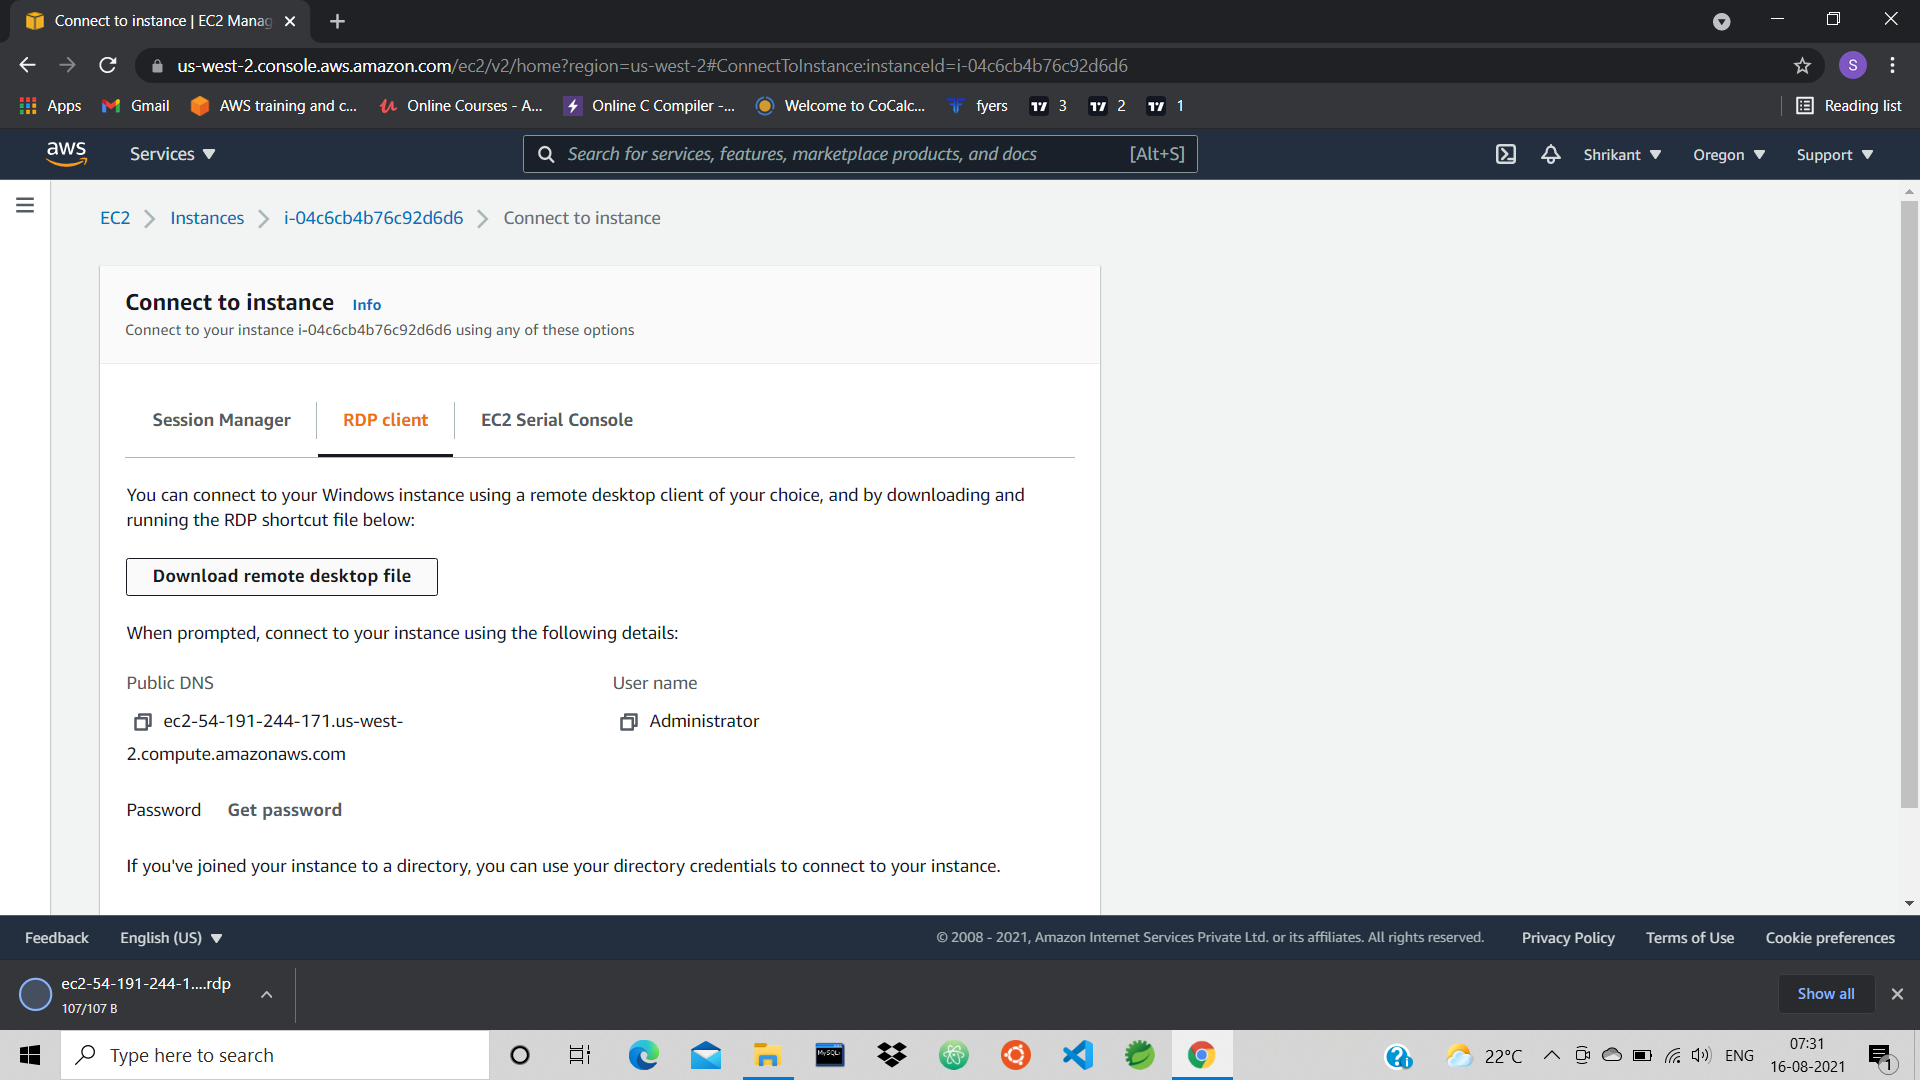 Connect to instance | EC2 Manag
us-west-2.console.aws.amazon.com/ec2/v2/home?region=us-west-2#ConnectToInstance:instanceId=i-04c6cb4b76c92d6d6
S
Apps
Gmail
AWS training and c...
Online Courses - A...
Online C Compiler -...
Welcome to CoCalc...
fyers
3
2
1
Reading list
aws
Services
Search for services, features, marketplace products, and docs
[Alt+S]
Shrikant
Oregon
Support
EC2
Instances
i-04c6cb4b76c92d6d6
Connect to instance
Connect to instance Info
Connect to your instance i-04c6cb4b76c92d6d6 using any of these options
Session Manager
RDP client
EC2 Serial Console
You can connect to your Windows instance using a remote desktop client of your choice, and by downloading and
running the RDP shortcut file below:
Download remote desktop file
When prompted, connect to your instance using the following details:
Public DNS
ec2-54-191-244-171.us-west-
2.compute.amazonaws.com
User name
Administrator
Password Get password
If you've joined your instance to a directory, you can use your directory credentials to connect to your instance.
Feedback
English (US)
© 2008 - 2021, Amazon Internet Services Private Ltd. or its affiliates. All rights reserved.
Privacy Policy
Terms of Use
Cookie preferences
ec2-54-191-244-1....rdp
107/107 B
Show all
Type here to search
22°C
ENG
07:31
16-08-2021
1